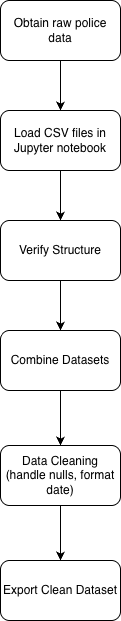 Obtain raw police
data
Load CSV files in
Jupyter notebook
Verify Structure
Combine Datasets
Data Cleaning
(handle nulls, format
date)
Export Clean Dataset